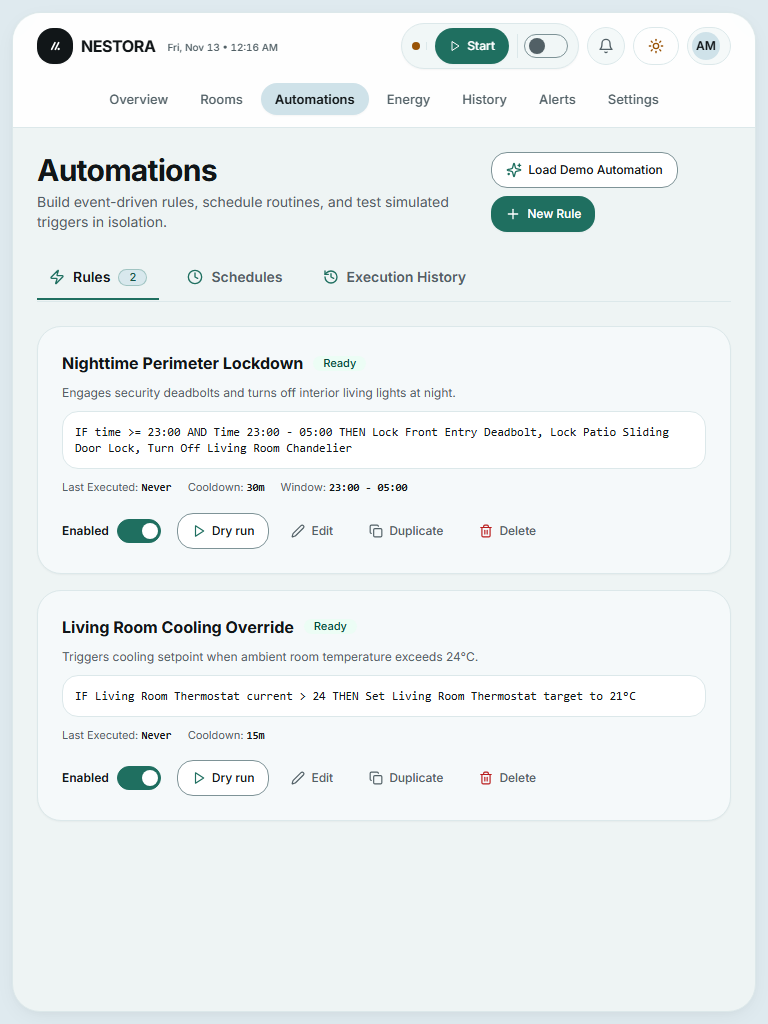 NESTORA Fri, Nov 13 • 12:16 AM Start AM
Overview Rooms Automations Energy History Alerts Settings
Automations
Build event-driven rules, schedule routines, and test simulated
triggers in isolation.
Load Demo Automation
New Rule
Rules 2 Schedules Execution History
Nighttime Perimeter Lockdown Ready
Engages security deadbolts and turns off interior living lights at night.
IF time >= 23:00 AND Time 23:00 - 05:00 THEN Lock Front Entry Deadbolt, Lock Patio Sliding
Door Lock, Turn Off Living Room Chandelier
Last Executed: Never Cooldown: 30m Window: 23:00 - 05:00
Enabled Dry run Edit Duplicate Delete
Living Room Cooling Override Ready
Triggers cooling setpoint when ambient room temperature exceeds 24°C.
IF Living Room Thermostat current > 24 THEN Set Living Room Thermostat target to 21°C
Last Executed: Never Cooldown: 15m
Enabled Dry run Edit Duplicate Delete